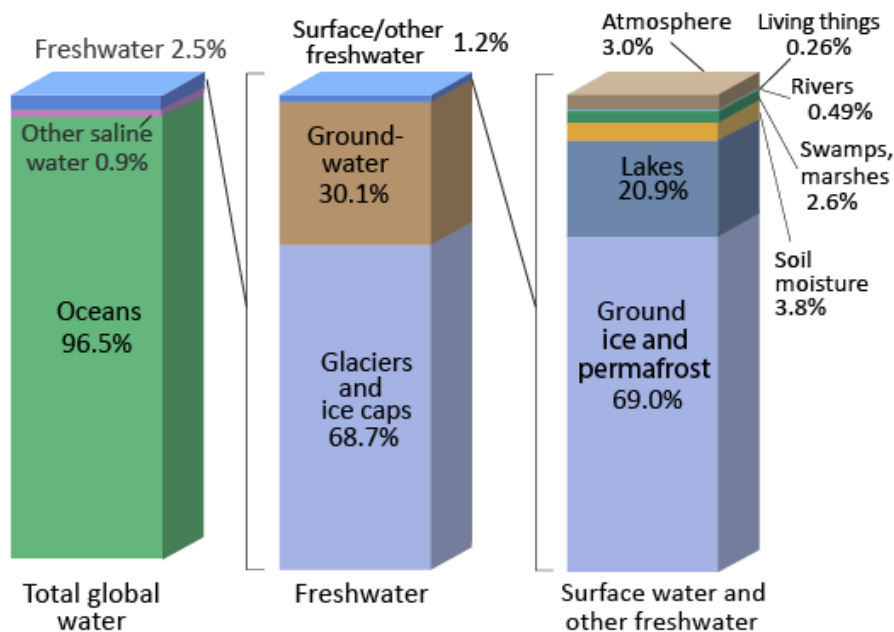 Freshwater 2.5%
Other saline
water 0.9%
Oceans
96.5%
Total global
water
Surface/other
freshwater
1.2%
Ground-
water
30.1%
Glaciers
and
ice caps
68.7%
Freshwater
Atmosphere
3.0%
Living things
0.26%
Rivers
0.49%
Swamps,
marshes
2.6%
Soil
moisture
3.8%
Lakes
20.9%
Ground
ice and
permafrost
69.0%
Surface water and
other freshwater